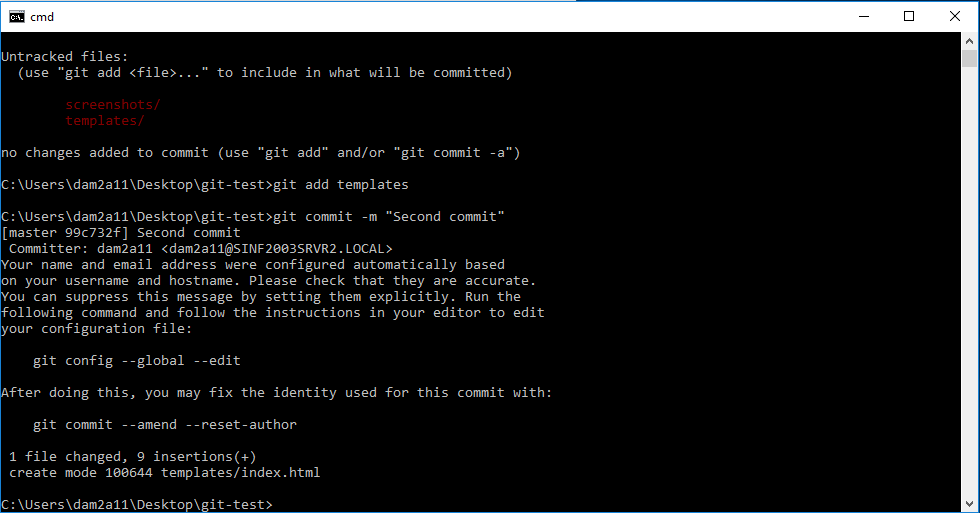 cmd
Untracked files:
  (use "git add <file>..." to include in what will be committed)
        screenshots/
        templates/
no changes added to commit (use "git add" and/or "git commit -a")
C:\Users\dam2a11\Desktop\git-test>git add templates
C:\Users\dam2a11\Desktop\git-test>git commit -m "Second commit"
[master 99c732f] Second commit
 Committer: dam2a11 <dam2a11@SINF2003SRVR2.LOCAL>
Your name and email address were configured automatically based
on your username and hostname. Please check that they are accurate.
You can suppress this message by setting them explicitly. Run the
following command and follow the instructions in your editor to edit
your configuration file:
    git config --global --edit
After doing this, you may fix the identity used for this commit with:
    git commit --amend --reset-author
 1 file changed, 9 insertions(+)
 create mode 100644 templates/index.html
C:\Users\dam2a11\Desktop\git-test>